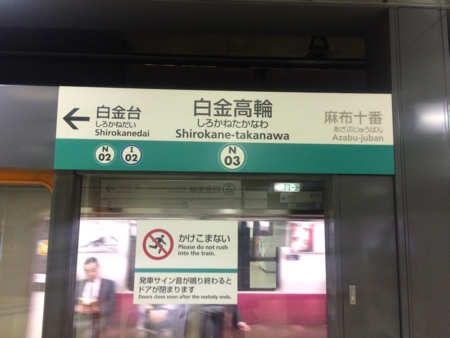 白金台
しろかねだい
Shirokanedai
N 02
I 02
白金高輪
しろかねたかなわ
Shirokane-takanawa
N 03
麻布十番
あざぶじゅうばん
Azabu-juban
かけこまない
Please do not rush
into the train.
発車サイン音が鳴り終わると
ドアが閉まります
Doors close soon after the melody ends.